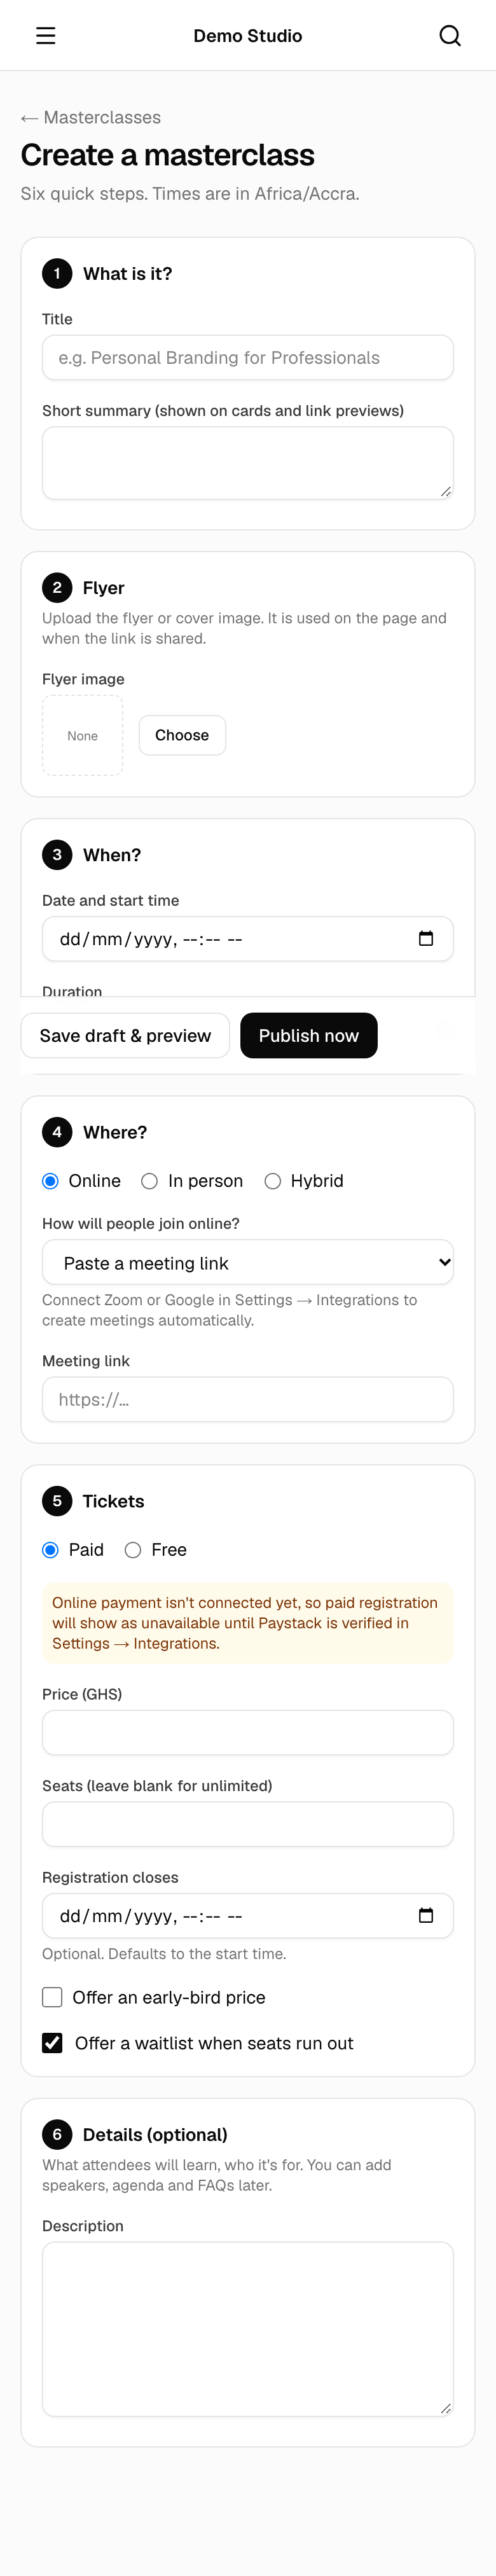 Demo Studio
← Masterclasses
Create a masterclass
Six quick steps. Times are in Africa/Accra.
1 What is it?
Title
e.g. Personal Branding for Professionals
Short summary (shown on cards and link previews)
2 Flyer
Upload the flyer or cover image. It is used on the page and
when the link is shared.
Flyer image
None
Choose
3 When?
Date and start time
dd/mm/yyyy, --:-- --
Duration
Save draft & preview
Publish now
4 Where?
Online In person Hybrid
How will people join online?
Paste a meeting link
Connect Zoom or Google in Settings → Integrations to
create meetings automatically.
Meeting link
https://...
5 Tickets
Paid Free
Online payment isn't connected yet, so paid registration
will show as unavailable until Paystack is verified in
Settings → Integrations.
Price (GHS)
Seats (leave blank for unlimited)
Registration closes
dd/mm/yyyy, --:-- --
Optional. Defaults to the start time.
Offer an early-bird price
Offer a waitlist when seats run out
6 Details (optional)
What attendees will learn, who it's for. You can add
speakers, agenda and FAQs later.
Description